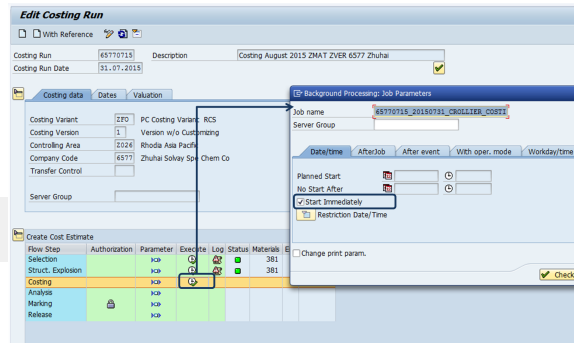 Edit Costing Run
With Reference
Costing Run 65770715 Description Costing August 2015 ZMAT ZVER 6577 Zhuhai
Costing Run Date 31.07.2015
Costing data Dates Valuation
Costing Variant ZFG PC Costing Variant RCS
Costing Version 1 Version w/o Customizing
Controlling Area Z026 Rhodia Asia Pacific
Company Code 6577 Zhuhai Solvay Spe Chem Co
Transfer Control
Server Group
Create Cost Estimate
Flow Step Authorization Parameter Execute Log Status Materials E
Selection 381
Struct. Explosion 381
Costing
Analysis
Marking
Release
Background Processing: Job Parameters
Job name 65770715_20150731_CROLLIER_COSTI
Server Group
Date/time AfterJob After event With oper. mode Workday/time
Planned Start
No Start After
Start Immediately
Restriction Date/Time
Change print param.
Check